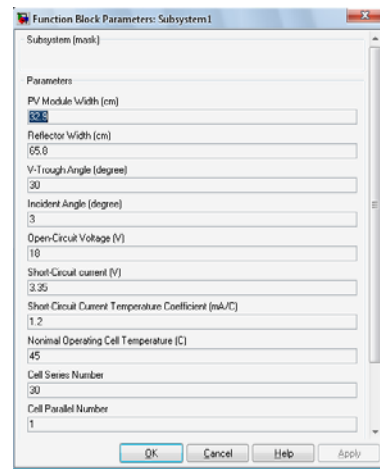 Function Block Parameters: Subsystem1
Subsystem (mask)
Parameters
PV Module Width (cm)
32.9
Reflector Width (cm)
65.8
V-Trough Angle (degree)
30
Incident Angle (degree)
3
Open-Circuit Voltage (V)
18
Short-Circuit current (V)
3.35
Short Circuit Current Temperature Coefficient (mA/C)
1.2
Nonimal Operating Cell Temperature (C)
45
Cell Series Number
30
Cell Parallel Number
1
OK Cancel Help Apply